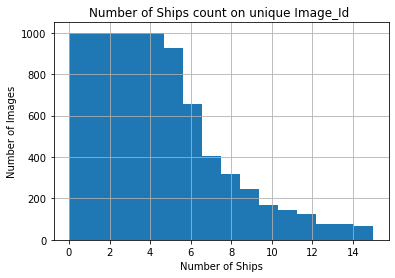 Number of Ships count on unique Image_Id
Number of Images
1000
800
600
400
200
0
0 2 4 6 8 10 12 14
Number of Ships